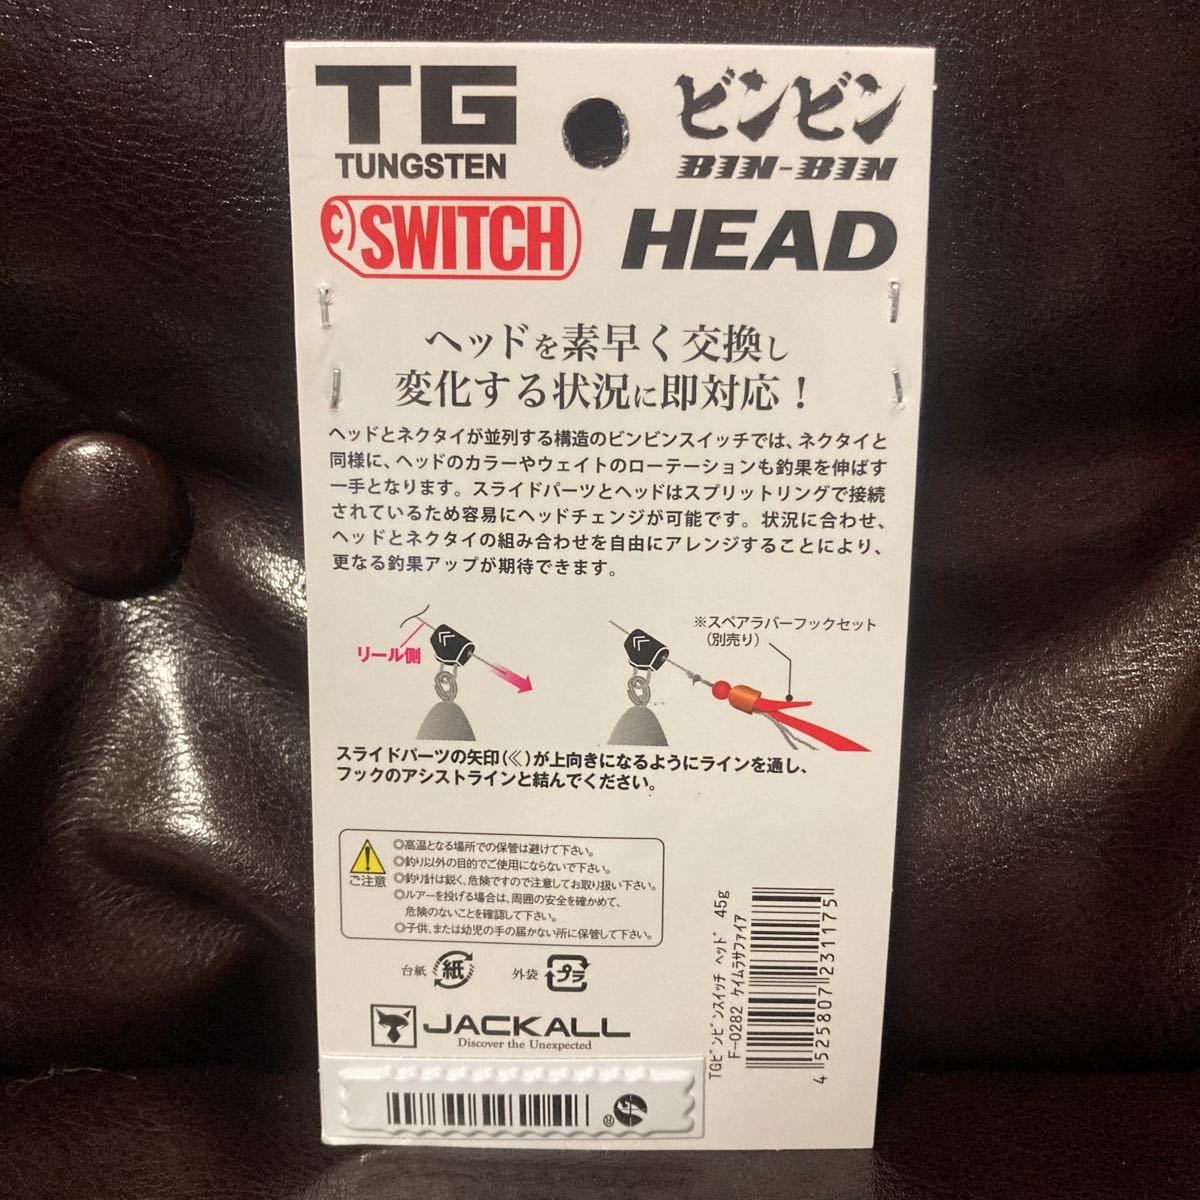 TG
TUNGSTEN
ビンビン
BIN-BIN
SWITCH
HEAD
ヘッドを素早く交換し
変化する状況に即対応！
ヘッドとネクタイが並列する構造のビンビンスイッチでは、ネクタイと
同様に、ヘッドのカラーやウェイトのローテーションも釣果を伸ばす
一手となります。スライドパーツとヘッドはスプリットリングで接続
されているため容易にヘッドチェンジが可能です。状況に合わせ、
ヘッドとネクタイの組み合わせを自由にアレンジすることにより、
更なる釣果アップが期待できます。
リール側
※スペアラバーフックセット
（別売り）
スライドパーツの矢印（≪）が上向きになるようにラインを通し、
フックのアシストラインと結んでください。
ご注意
◎高温となる場所での保管は避けて下さい。
◎釣り以外の目的でご使用にならないで下さい。
◎釣り針は鋭く、危険ですので注意してお取り扱い下さい。
◎ルアーを投げる場合は、周囲の安全を確かめて、
危険のないことを確認して下さい。
◎子供、または幼児の手の届かない所に保管して下さい。
台紙 紙
外袋 プラ
JACKALL
Discover the Unexpected
TGビンビンスイッチ ヘッド 45g
F-0282 ケイムラサファイア
4 525807 231175
®